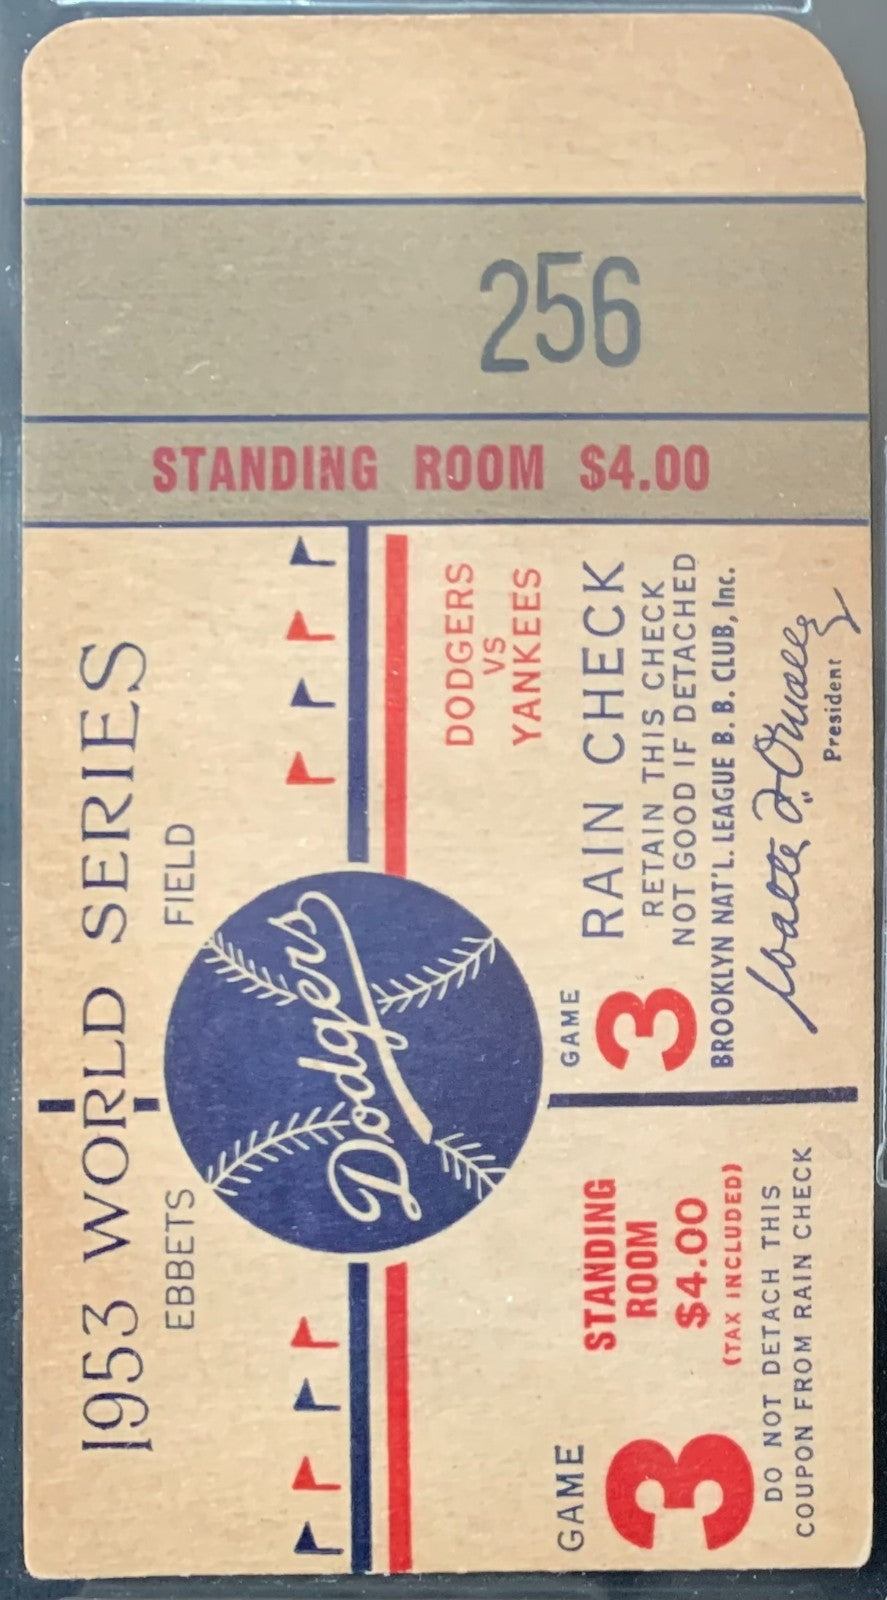 256
STANDING ROOM $4.00
1953 WORLD SERIES
EBBETS FIELD
Dodgers
DODGERS
VS
YANKEES
GAME
3
STANDING
ROOM
$4.00
(TAX INCLUDED)
DO NOT DETACH THIS
COUPON FROM RAIN CHECK
GAME
3
RAIN CHECK
RETAIN THIS CHECK
NOT GOOD IF DETACHED
BROOKLYN NAT'L. LEAGUE B. B. CLUB, Inc.
Walter F. O'Malley
President